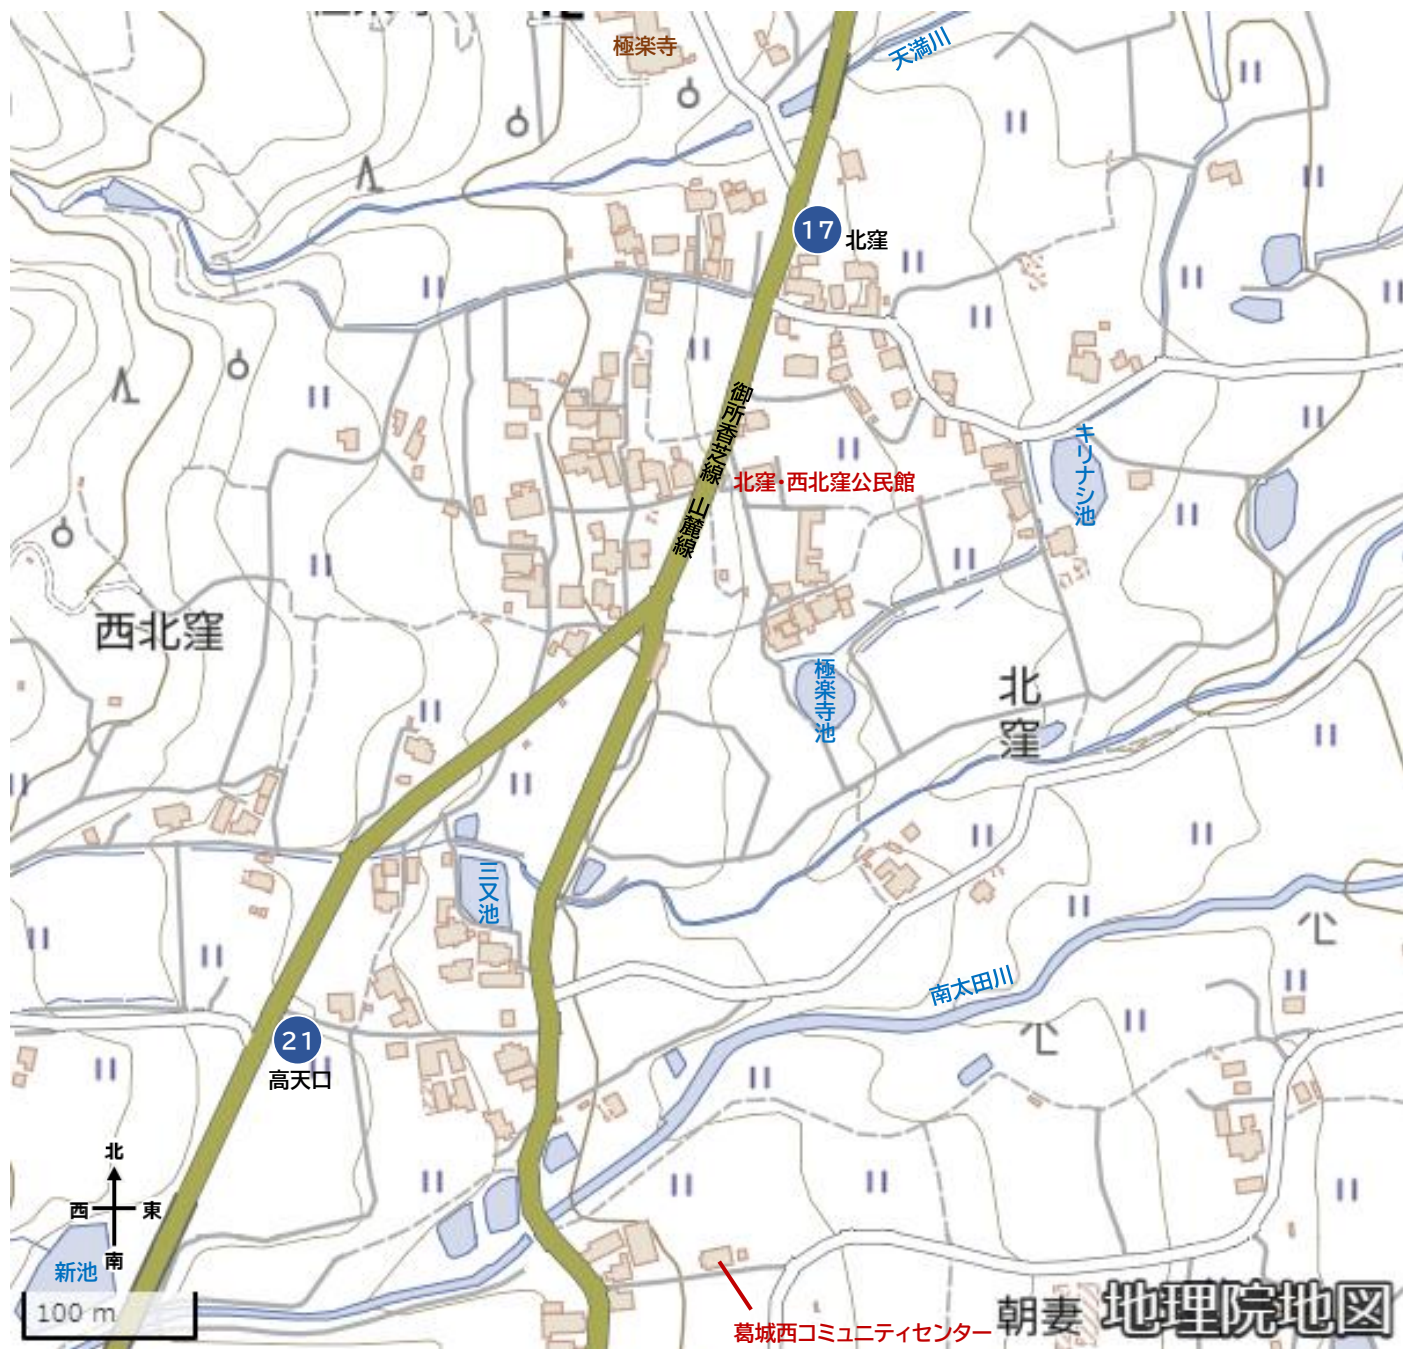 極楽寺
天満川
17
北窪
御所香芝線 山麓線
北窪・西北窪公民館
キリナシ池
西北窪
極楽寺池
北窪
三又池
南太田川
21
高天口
北
西
東
南
新池
100 m
葛城西コミュニティセンター
朝妻
地理院地図